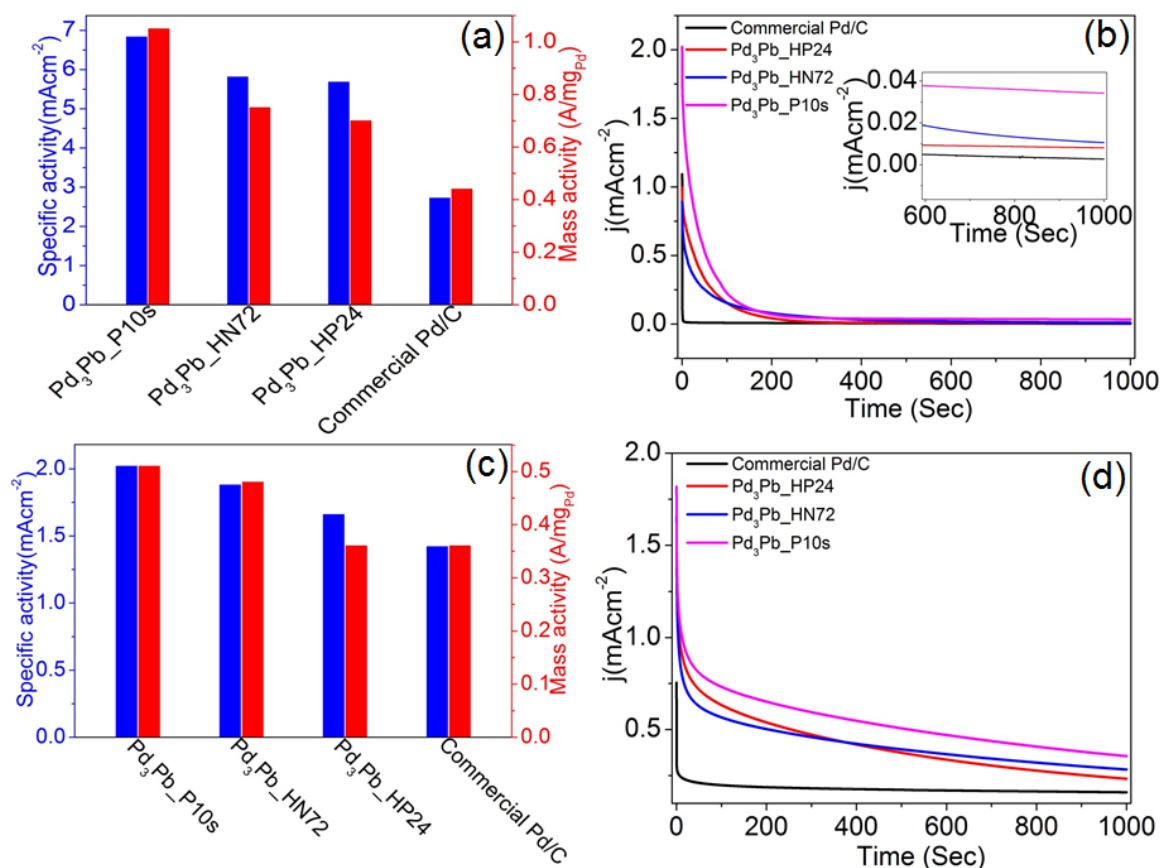 (a)
Specific activity(mAcm⁻²)
7
6
5
4
3
2
1
0
Mass activity (A/mg_Pd)
1.0
0.8
0.6
0.4
0.2
0.0
Pd₃Pb_P10s
Pd₃Pb_HN72
Pd₃Pb_HP24
Commercial Pd/C
(b)
j(mAcm⁻²)
2.0
1.5
1.0
0.5
0.0
Commercial Pd/C
Pd₃Pb_HP24
Pd₃Pb_HN72
Pd₃Pb_P10s
j(mAcm⁻²)
0.04
0.02
0.00
600 800 1000
Time (Sec)
0 200 400 600 800 1000
Time (Sec)
(c)
Specific activity(mAcm⁻²)
2.0
1.5
1.0
0.5
0.0
Mass activity (A/mg_Pd)
0.5
0.4
0.3
0.2
0.1
0.0
Pd₃Pb_P10s
Pd₃Pb_HN72
Pd₃Pb_HP24
Commercial Pd/C
(d)
j(mAcm⁻²)
2.0
1.5
1.0
0.5
Commercial Pd/C
Pd₃Pb_HP24
Pd₃Pb_HN72
Pd₃Pb_P10s
0 200 400 600 800 1000
Time (Sec)